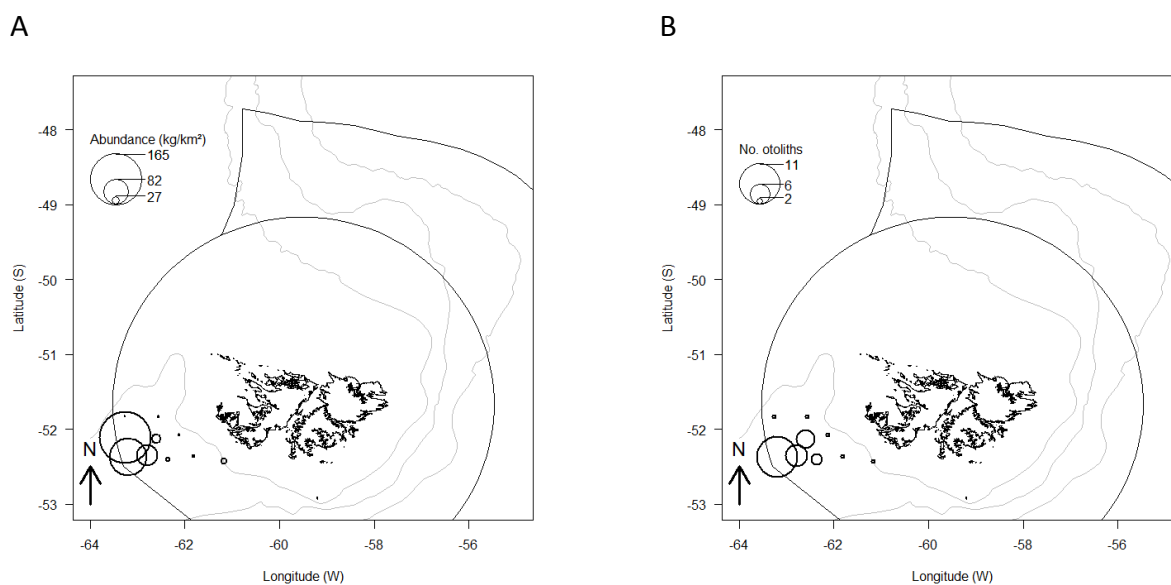 A
Abundance (kg/km²)
165
82
27
N
Latitude (S)
-48
-49
-50
-51
-52
-53
-64
-62
-60
-58
-56
Longitude (W)
B
No. otoliths
11
6
2
N
Latitude (S)
-48
-49
-50
-51
-52
-53
-64
-62
-60
-58
-56
Longitude (W)